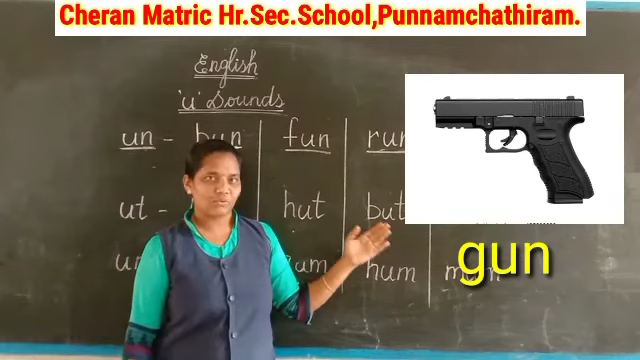 Cheran Matric Hr.Sec.School,Punnamchathiram.
English
'u' Sounds
un - bun fun run
ut - hut but
hum
gun